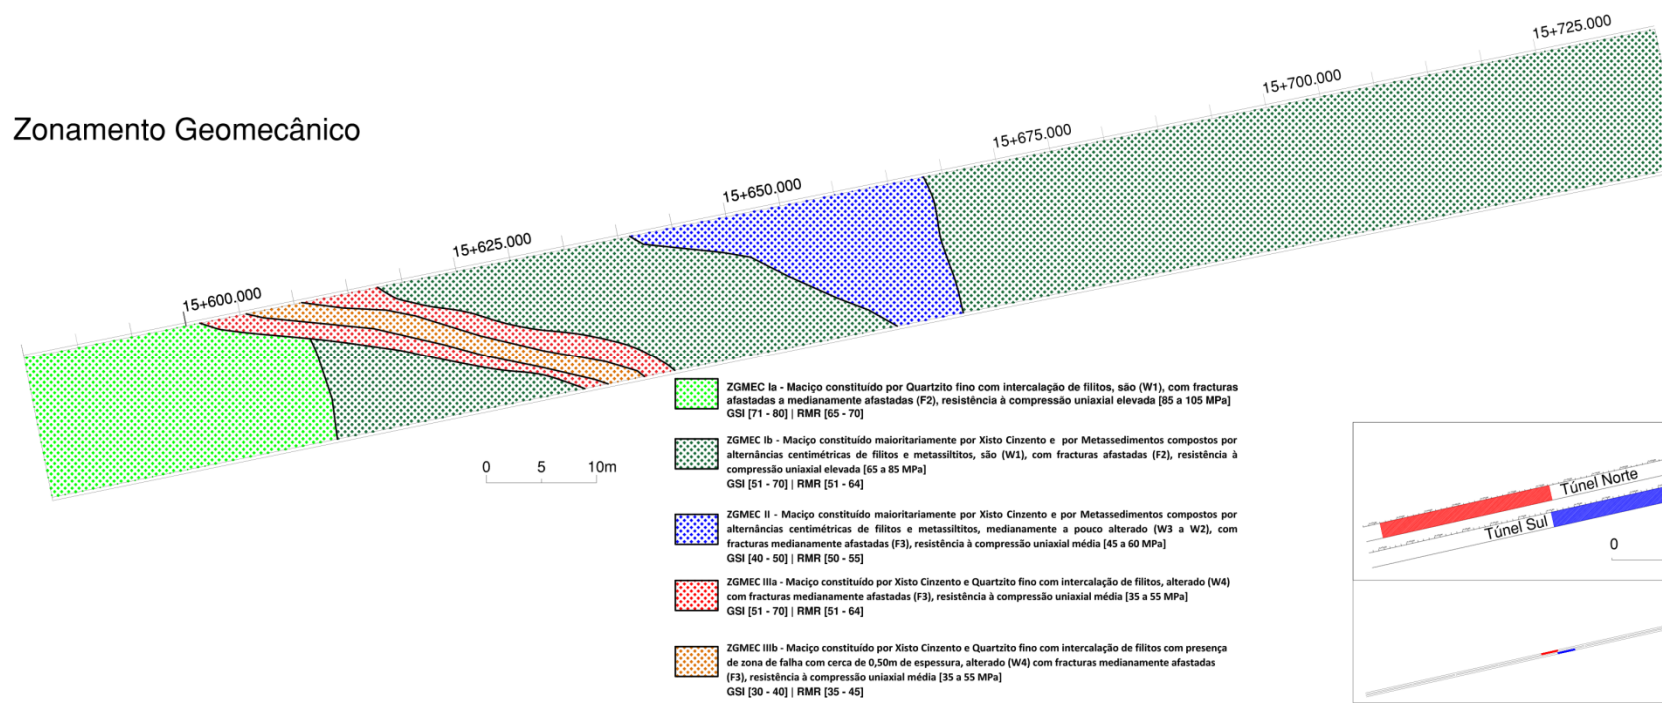 Zonamento Geomecânico
15+600.000
15+625.000
15+650.000
15+675.000
15+700.000
15+725.000
0 5 10m
ZGMEC Ia - Maciço constituído por Quartzito fino com intercalação de filitos, são (W1), com fracturas
afastadas a medianamente afastadas (F2), resistência à compressão uniaxial elevada [85 a 105 MPa]
GSI [71 - 80] | RMR [65 - 70]
ZGMEC Ib - Maciço constituído maioritariamente por Xisto Cinzento e por Metassedimentos compostos por
alternâncias centimétricas de filitos e metassiltitos, são (W1), com fracturas afastadas (F2), resistência à
compressão uniaxial elevada [65 a 85 MPa]
GSI [51 - 70] | RMR [51 - 64]
ZGMEC II - Maciço constituído maioritariamente por Xisto Cinzento e por Metassedimentos compostos por
alternâncias centimétricas de filitos e metassiltitos, medianamente a pouco alterado (W3 a W2), com
fracturas medianamente afastadas (F3), resistência à compressão uniaxial média [45 a 60 MPa]
GSI [40 - 50] | RMR [50 - 55]
ZGMEC IIIa - Maciço constituído por Xisto Cinzento e Quartzito fino com intercalação de filitos, alterado (W4)
com fracturas medianamente afastadas (F3), resistência à compressão uniaxial média [35 a 55 MPa]
GSI [51 - 70] | RMR [51 - 64]
ZGMEC IIIb - Maciço constituído por Xisto Cinzento e Quartzito fino com intercalação de filitos com presença
de zona de falha com cerca de 0,50m de espessura, alterado (W4) com fracturas medianamente afastadas
(F3), resistência à compressão uniaxial média [35 a 55 MPa]
GSI [30 - 40] | RMR [35 - 45]
Túnel Norte
Túnel Sul
0